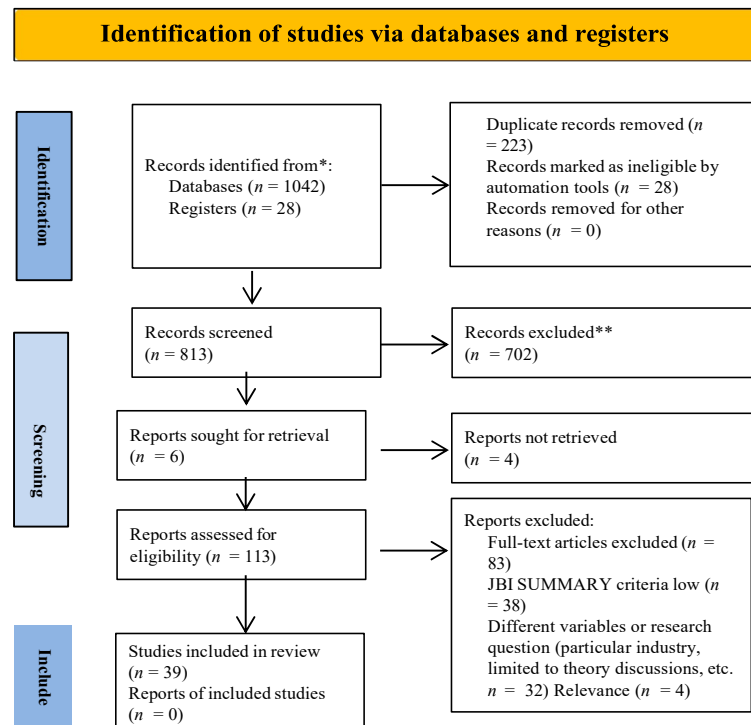 Identification of studies via databases and registers
Identification
Records identified from*:
Databases (n = 1042)
Registers (n = 28)
Duplicate records removed (n
= 223)
Records marked as ineligible by
automation tools (n = 28)
Records removed for other
reasons (n = 0)
Screening
Records screened
(n = 813)
Records excluded**
(n = 702)
Reports sought for retrieval
(n = 6)
Reports not retrieved
(n = 4)
Reports assessed for
eligibility (n = 113)
Reports excluded:
Full-text articles excluded (n =
83)
JBI SUMMARY criteria low (n
= 38)
Different variables or research
question (particular industry,
limited to theory discussions, etc.
n = 32) Relevance (n = 4)
Include
Studies included in review
(n = 39)
Reports of included studies
(n = 0)